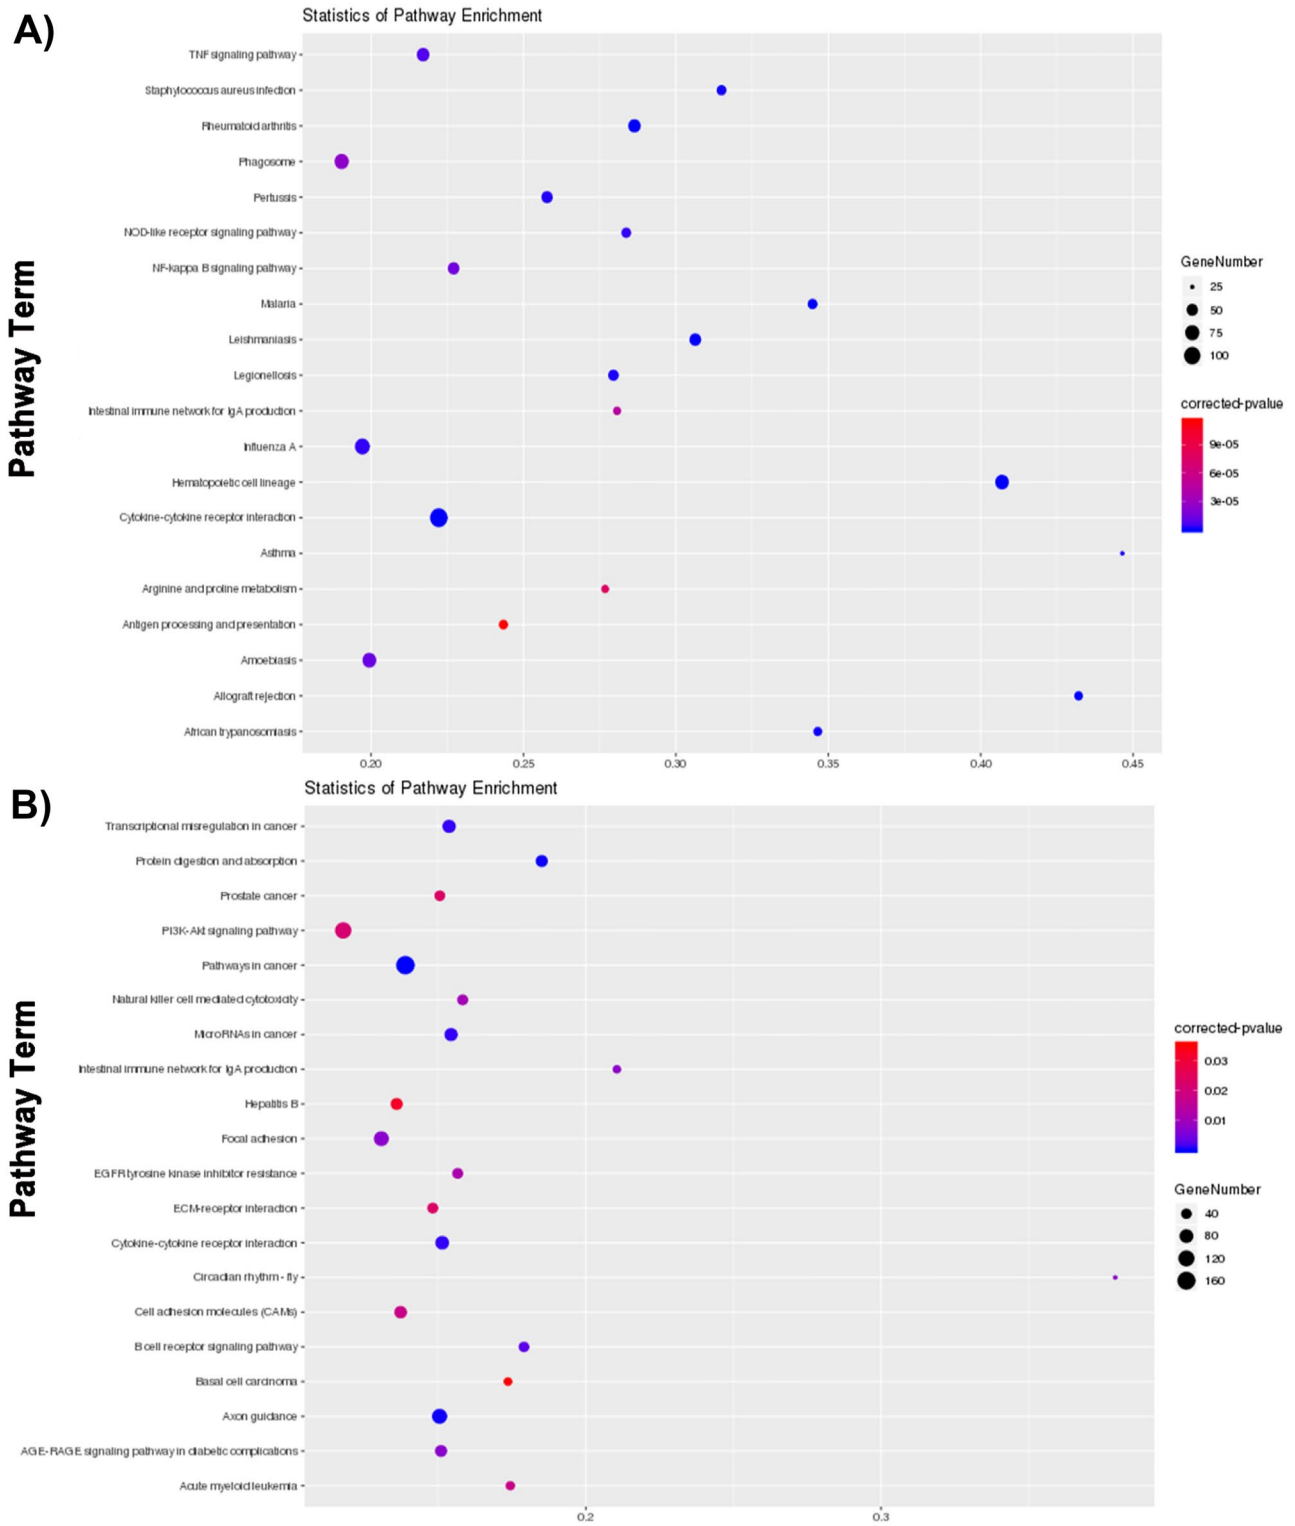 A)
Statistics of Pathway Enrichment
Pathway Term
TNF signaling pathway
Staphylococcus aureus infection
Rheumatoid arthritis
Phagosome
Pertussis
NOD-like receptor signaling pathway
NF-kappa B signaling pathway
Malaria
Leishmaniasis
Legionellosis
Intestinal immune network for IgA production
Influenza A
Hematopoietic cell lineage
Cytokine-cytokine receptor interaction
Asthma
Arginine and proline metabolism
Antigen processing and presentation
Amoebiasis
Allograft rejection
African trypanosomiasis
0.20 0.25 0.30 0.35 0.40 0.45
GeneNumber
25
50
75
100
corrected-pvalue
9e-05
6e-05
3e-05
B)
Statistics of Pathway Enrichment
Pathway Term
Transcriptional misregulation in cancer
Protein digestion and absorption
Prostate cancer
PI3K-Akt signaling pathway
Pathways in cancer
Natural killer cell mediated cytotoxicity
MicroRNAs in cancer
Intestinal immune network for IgA production
Hepatitis B
Focal adhesion
EGFR tyrosine kinase inhibitor resistance
ECM-receptor interaction
Cytokine-cytokine receptor interaction
Circadian rhythm - fly
Cell adhesion molecules (CAMs)
B cell receptor signaling pathway
Basal cell carcinoma
Axon guidance
AGE-RAGE signaling pathway in diabetic complications
Acute myeloid leukemia
0.2 0.3
corrected-pvalue
0.03
0.02
0.01
GeneNumber
40
80
120
160